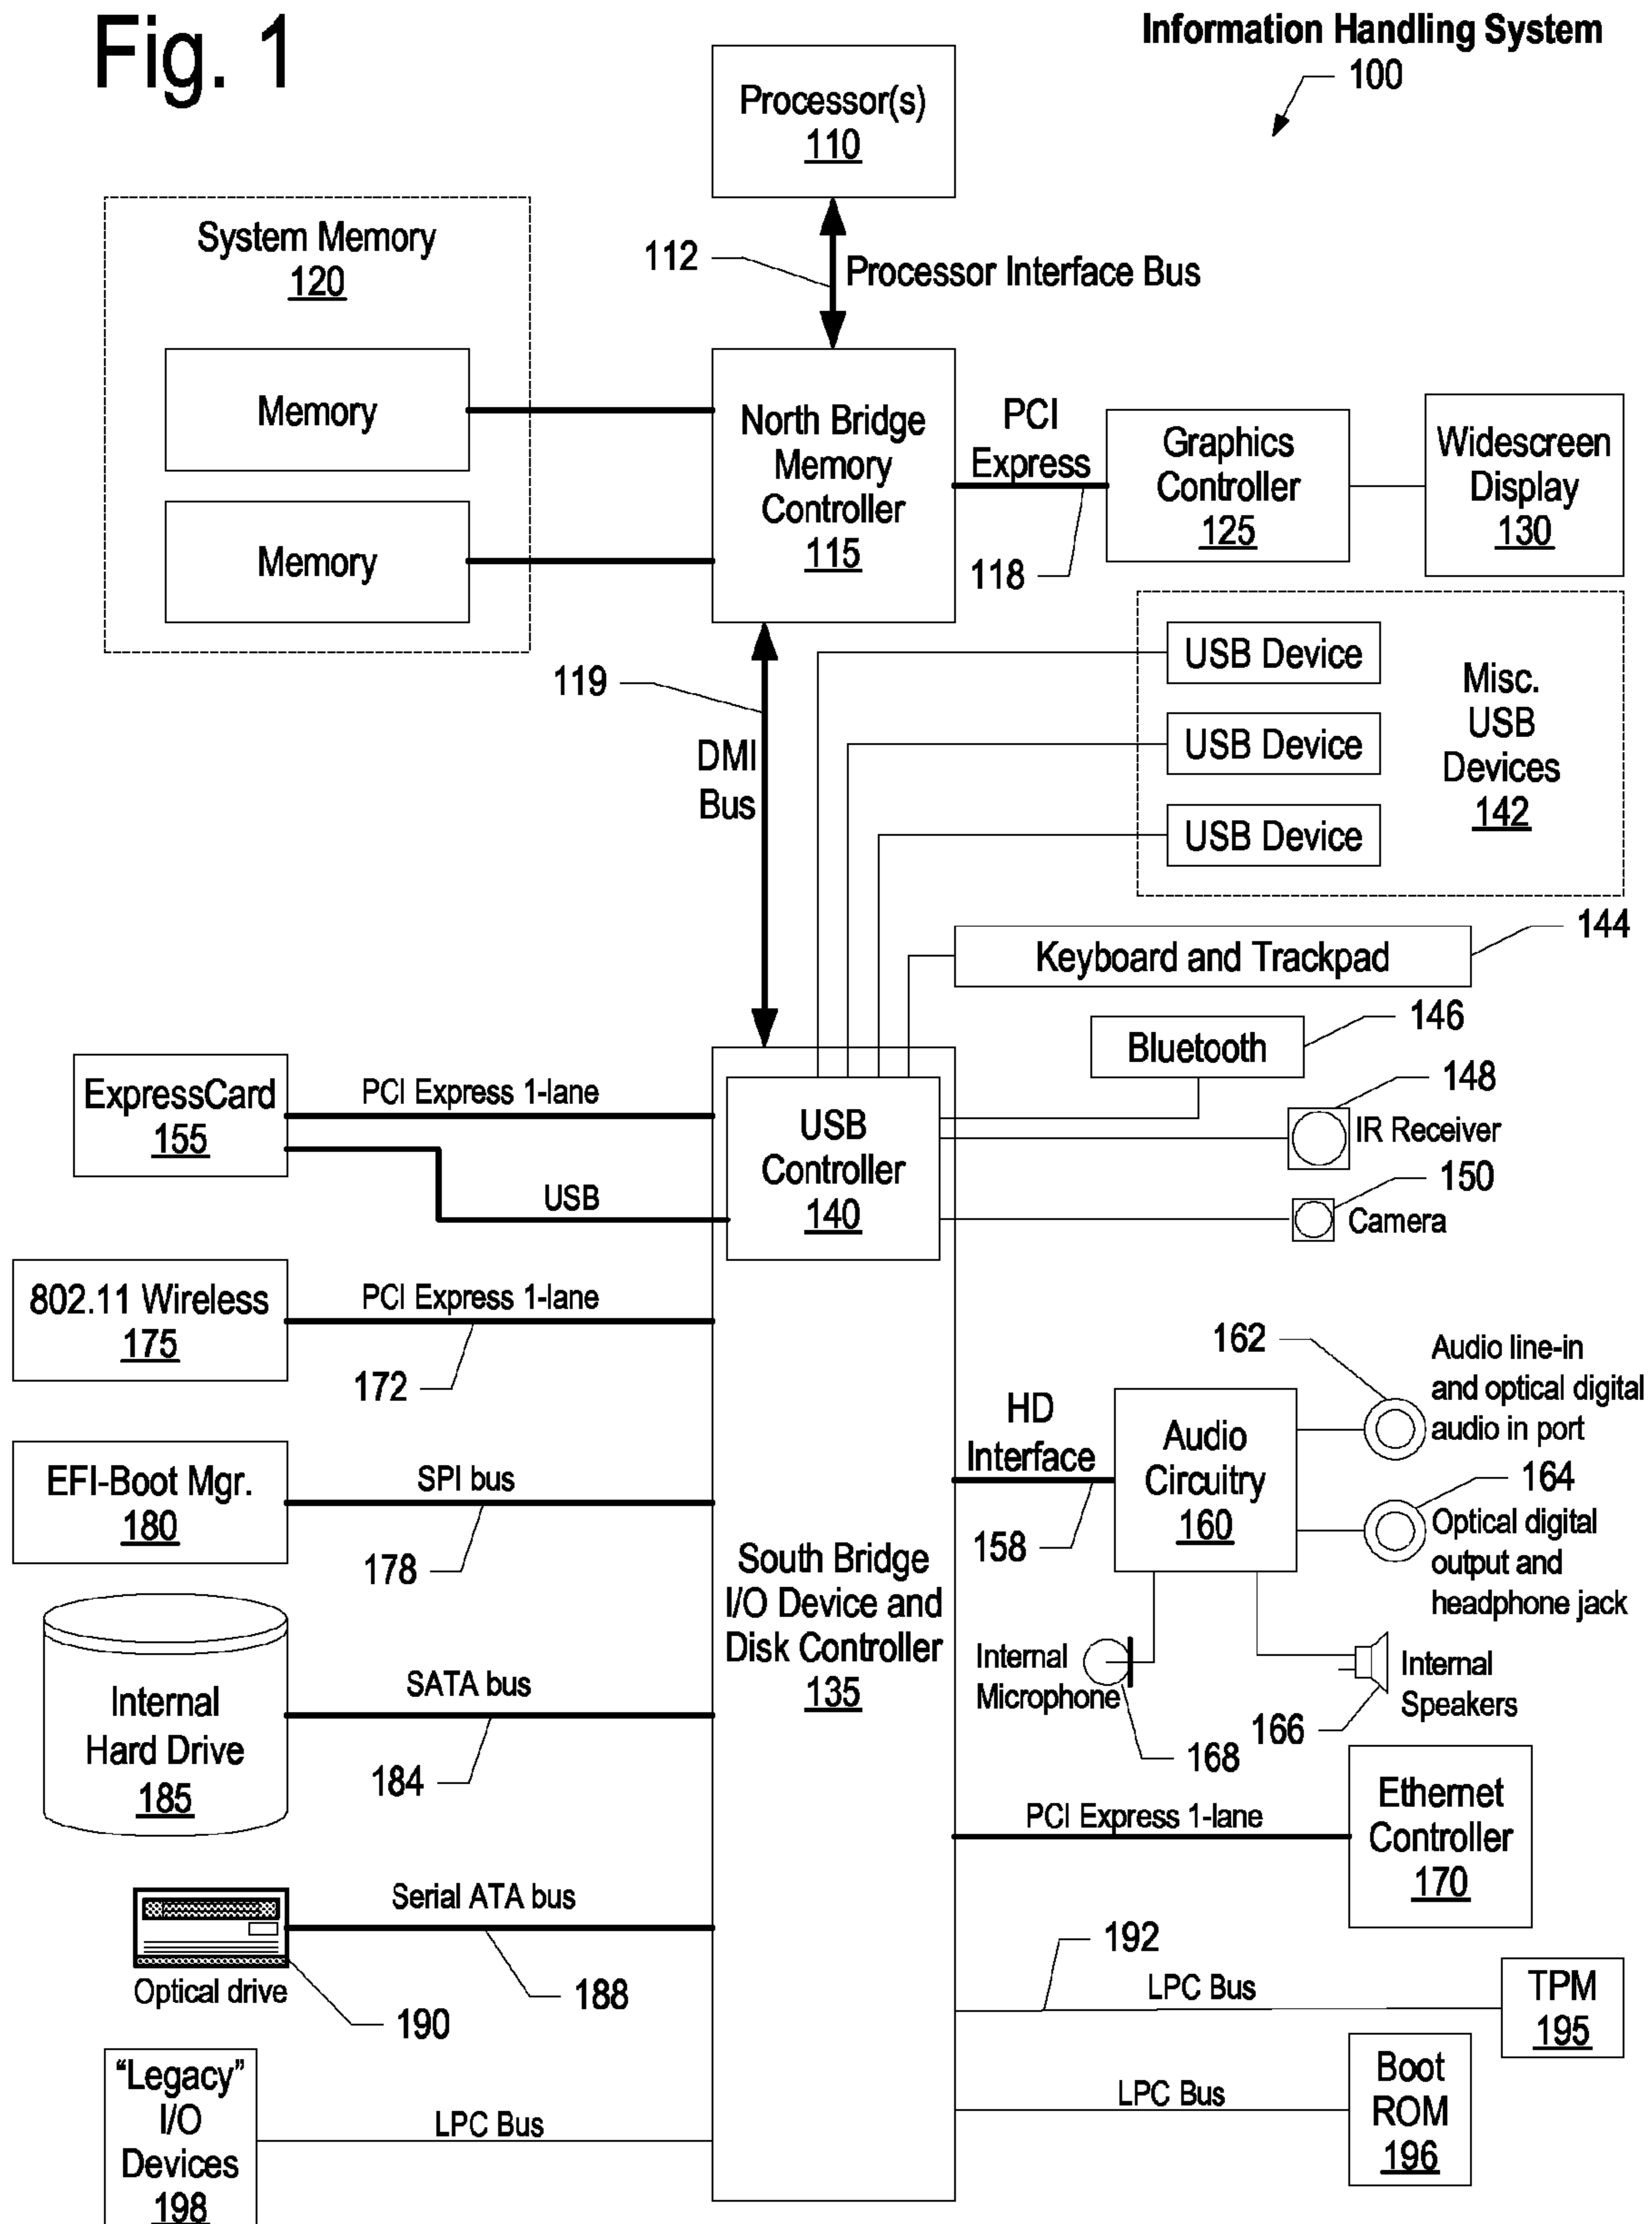 Fig. 1
Information Handling System
100
Processor(s)
110
System Memory
120
112
Processor Interface Bus
Memory
Memory
North Bridge
Memory
Controller
115
PCI
Express
118
Graphics
Controller
125
Widescreen
Display
130
119
DMI
Bus
USB Device
USB Device
USB Device
Misc.
USB
Devices
142
144
Keyboard and Trackpad
146
Bluetooth
148
IR Receiver
150
Camera
ExpressCard
155
PCI Express 1-lane
USB
USB
Controller
140
802.11 Wireless
175
PCI Express 1-lane
172
162
Audio line-in
and optical digital
audio in port
HD
Interface
158
Audio
Circuitry
160
164
Optical digital
output and
headphone jack
EFI-Boot Mgr.
180
SPI bus
178
South Bridge
I/O Device and
Disk Controller
135
Internal
Microphone
168
Internal
Speakers
166
Internal
Hard Drive
185
SATA bus
184
PCI Express 1-lane
Ethernet
Controller
170
Serial ATA bus
188
Optical drive
190
192
LPC Bus
TPM
195
"Legacy"
I/O
Devices
198
LPC Bus
LPC Bus
Boot
ROM
196